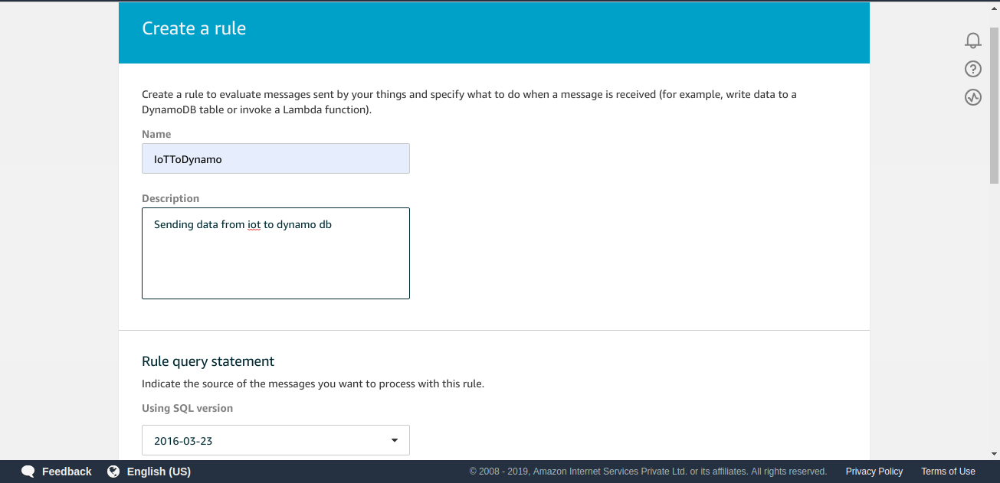 Create a rule
Create a rule to evaluate messages sent by your things and specify what to do when a message is received (for example, write data to a
DynamoDB table or invoke a Lambda function).
Name
IoTToDynamo
Description
Sending data from iot to dynamo db
Rule query statement
Indicate the source of the messages you want to process with this rule.
Using SQL version
2016-03-23
Feedback English (US) © 2008 - 2019, Amazon Internet Services Private Ltd. or its affiliates. All rights reserved. Privacy Policy Terms of Use